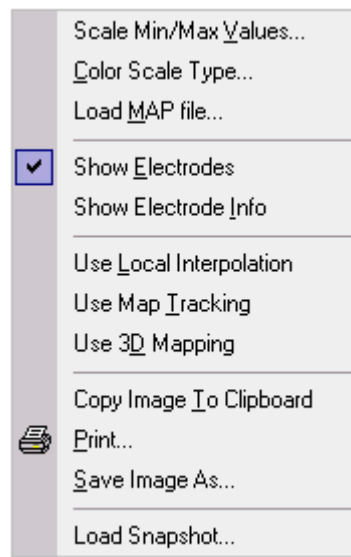 Scale Min/Max Values...
Color Scale Type...
Load MAP file...
Show Electrodes
Show Electrode Info
Use Local Interpolation
Use Map Tracking
Use 3D Mapping
Copy Image To Clipboard
Print...
Save Image As...
Load Snapshot...